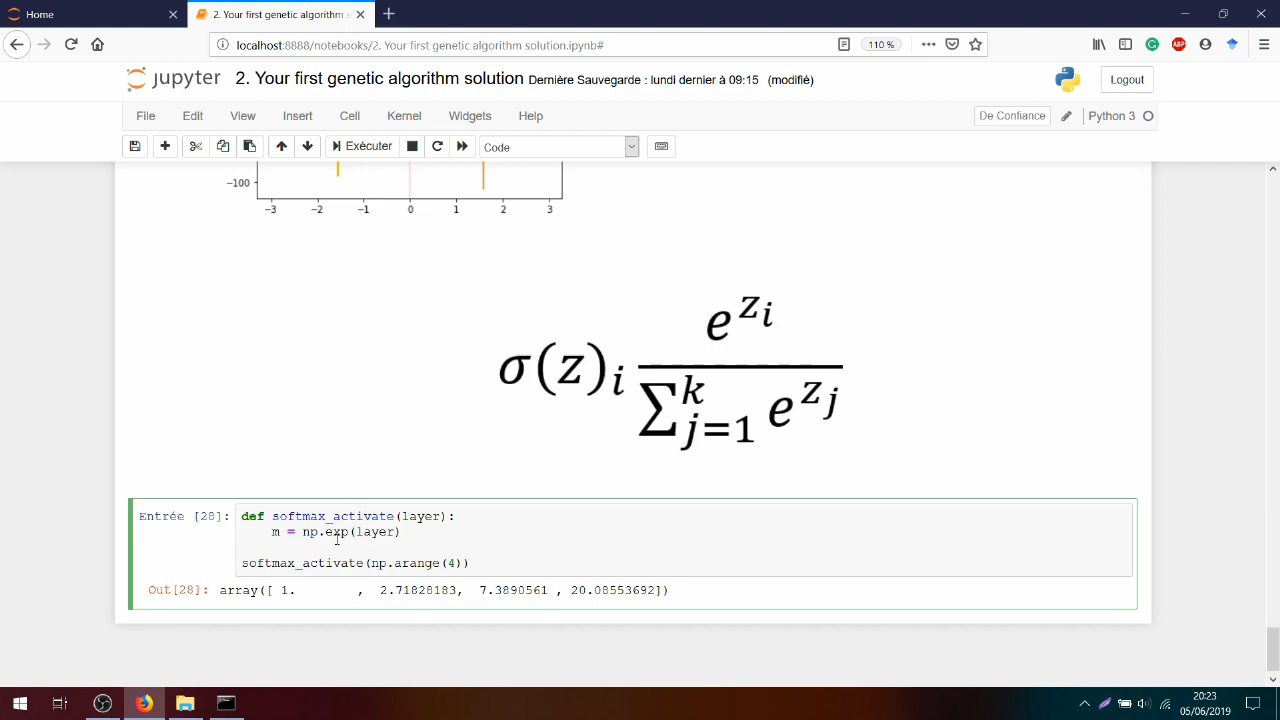 Home
2. Your first genetic algorithm s
110 %
localhost:8888/notebooks/2. Your first genetic algorithm solution.ipynb#
ABP
jupyter 2. Your first genetic algorithm solution Dernière Sauvegarde : lundi dernier à 09:15 (modifié)
Logout
File Edit View Insert Cell Kernel Widgets Help
De Confiance
Python 3
Exécuter
Code
-100
-3 -2 -1 0 1 2 3
σ(z)i e^zi / Σ^k j=1 e^zj
Entrée [28]: def softmax_activate(layer):
m = np.exp(layer)
softmax_activate(np.arange(4))
Out[28]: array([ 1. , 2.71828183, 7.3890561 , 20.08553692])
20:23
05/06/2019